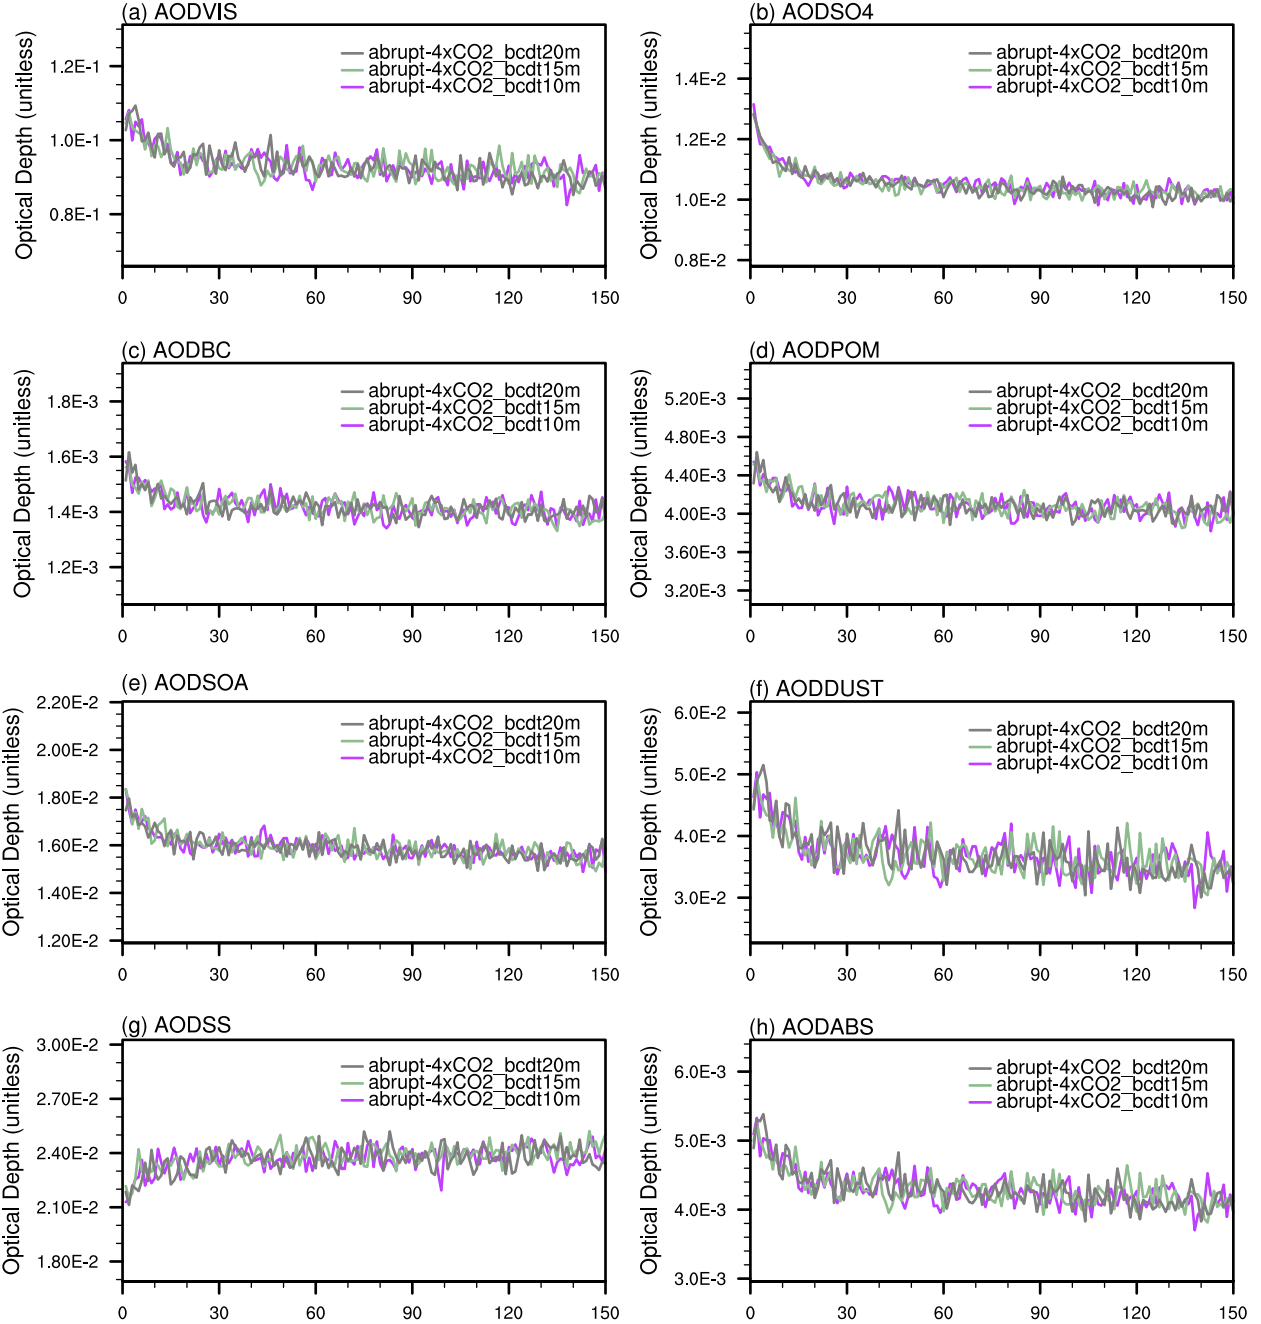 (a) AODVIS
Optical Depth (unitless)
1.2E-1
1.0E-1
0.8E-1
abrupt-4xCO2_bcdt20m
abrupt-4xCO2_bcdt15m
abrupt-4xCO2_bcdt10m
0 30 60 90 120 150
(b) AODSO4
Optical Depth (unitless)
1.4E-2
1.2E-2
1.0E-2
0.8E-2
abrupt-4xCO2_bcdt20m
abrupt-4xCO2_bcdt15m
abrupt-4xCO2_bcdt10m
0 30 60 90 120 150
(c) AODBC
Optical Depth (unitless)
1.8E-3
1.6E-3
1.4E-3
1.2E-3
abrupt-4xCO2_bcdt20m
abrupt-4xCO2_bcdt15m
abrupt-4xCO2_bcdt10m
0 30 60 90 120 150
(d) AODPOM
Optical Depth (unitless)
5.20E-3
4.80E-3
4.40E-3
4.00E-3
3.60E-3
3.20E-3
abrupt-4xCO2_bcdt20m
abrupt-4xCO2_bcdt15m
abrupt-4xCO2_bcdt10m
0 30 60 90 120 150
(e) AODSOA
Optical Depth (unitless)
2.20E-2
2.00E-2
1.80E-2
1.60E-2
1.40E-2
1.20E-2
abrupt-4xCO2_bcdt20m
abrupt-4xCO2_bcdt15m
abrupt-4xCO2_bcdt10m
0 30 60 90 120 150
(f) AODDUST
Optical Depth (unitless)
6.0E-2
5.0E-2
4.0E-2
3.0E-2
abrupt-4xCO2_bcdt20m
abrupt-4xCO2_bcdt15m
abrupt-4xCO2_bcdt10m
0 30 60 90 120 150
(g) AODSS
Optical Depth (unitless)
3.00E-2
2.70E-2
2.40E-2
2.10E-2
1.80E-2
abrupt-4xCO2_bcdt20m
abrupt-4xCO2_bcdt15m
abrupt-4xCO2_bcdt10m
0 30 60 90 120 150
(h) AODABS
Optical Depth (unitless)
6.0E-3
5.0E-3
4.0E-3
3.0E-3
abrupt-4xCO2_bcdt20m
abrupt-4xCO2_bcdt15m
abrupt-4xCO2_bcdt10m
0 30 60 90 120 150